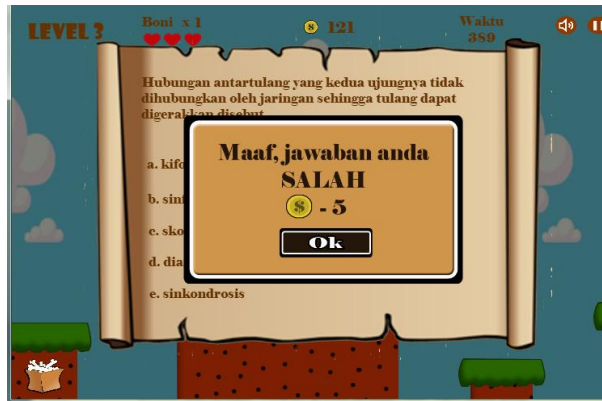 LEVEL 3
Boni x 1
$ 121
Waktu
389
Hubungan antartulang yang kedua ujungnya tidak
dihubungkan oleh jaringan sehingga tulang dapat
digerakkan disebut
a. kifo
b. sin
c. sko
d. dia
e. sinkondrosis
Maaf, jawaban anda
SALAH
$ - 5
Ok